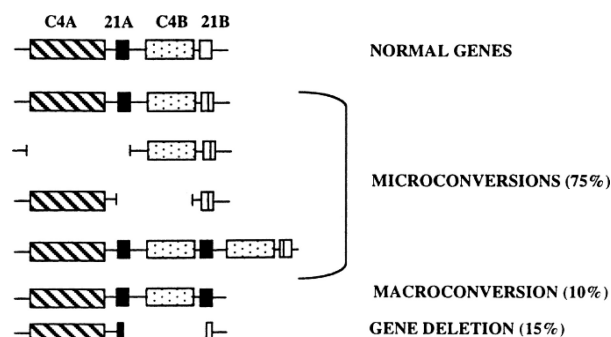 C4A 21A C4B 21B
NORMAL GENES
MICROCONVERSIONS (75%)
MACROCONVERSION (10%)
GENE DELETION (15%)